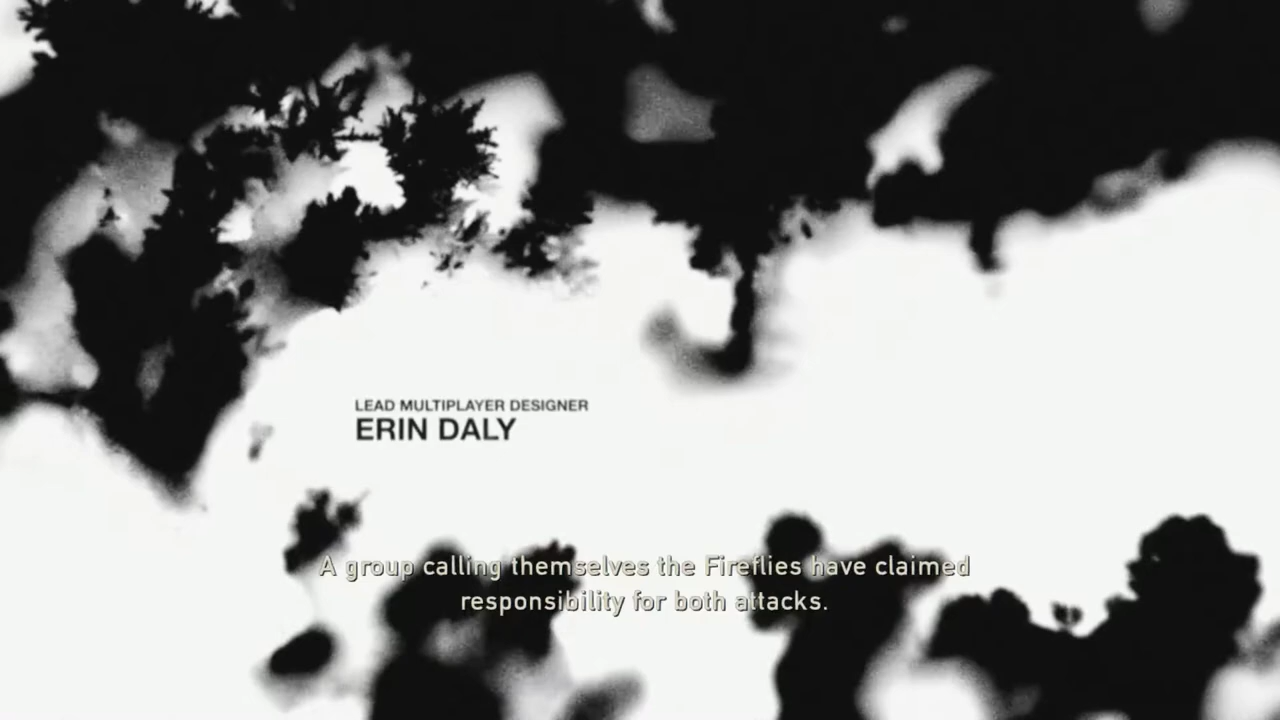 LEAD MULTIPLAYER DESIGNER
ERIN DALY
A group calling themselves the Fireflies have claimed
responsibility for both attacks.